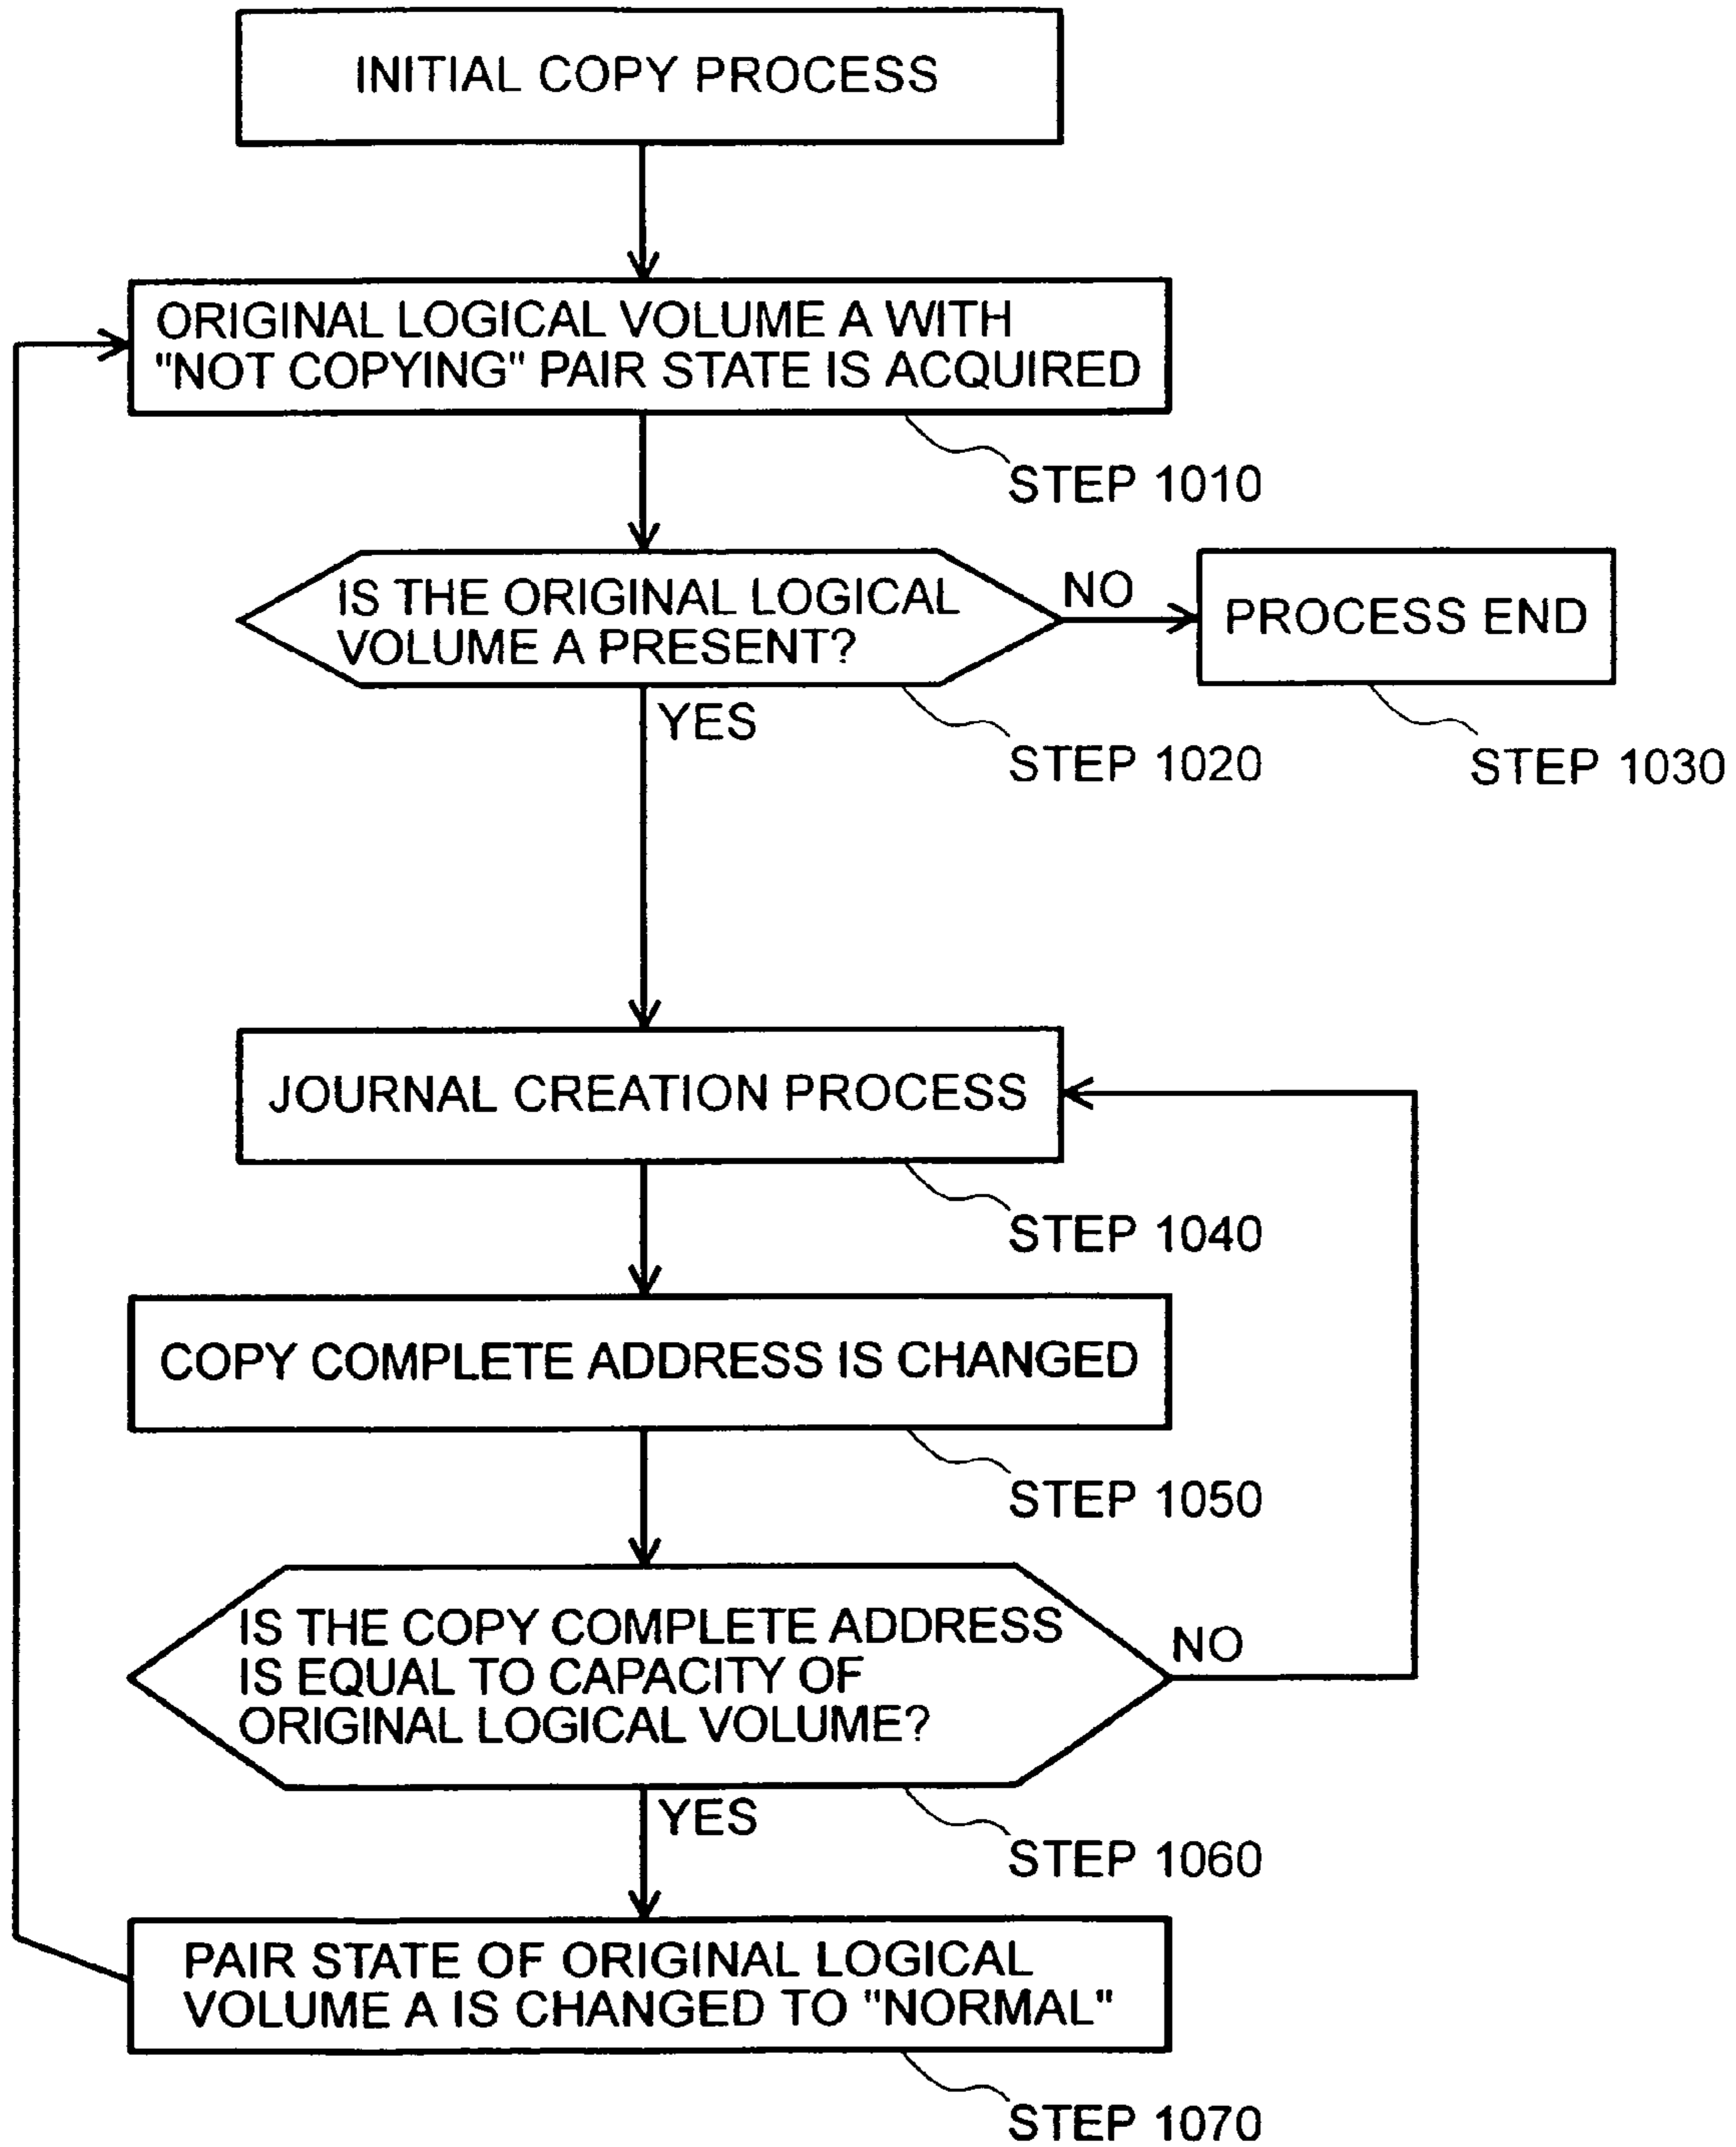 INITIAL COPY PROCESS
ORIGINAL LOGICAL VOLUME A WITH
"NOT COPYING" PAIR STATE IS ACQUIRED
STEP 1010
IS THE ORIGINAL LOGICAL
VOLUME A PRESENT?
NO
PROCESS END
YES
STEP 1020
STEP 1030
JOURNAL CREATION PROCESS
STEP 1040
COPY COMPLETE ADDRESS IS CHANGED
STEP 1050
IS THE COPY COMPLETE ADDRESS
IS EQUAL TO CAPACITY OF
ORIGINAL LOGICAL VOLUME?
NO
YES
STEP 1060
PAIR STATE OF ORIGINAL LOGICAL
VOLUME A IS CHANGED TO "NORMAL"
STEP 1070